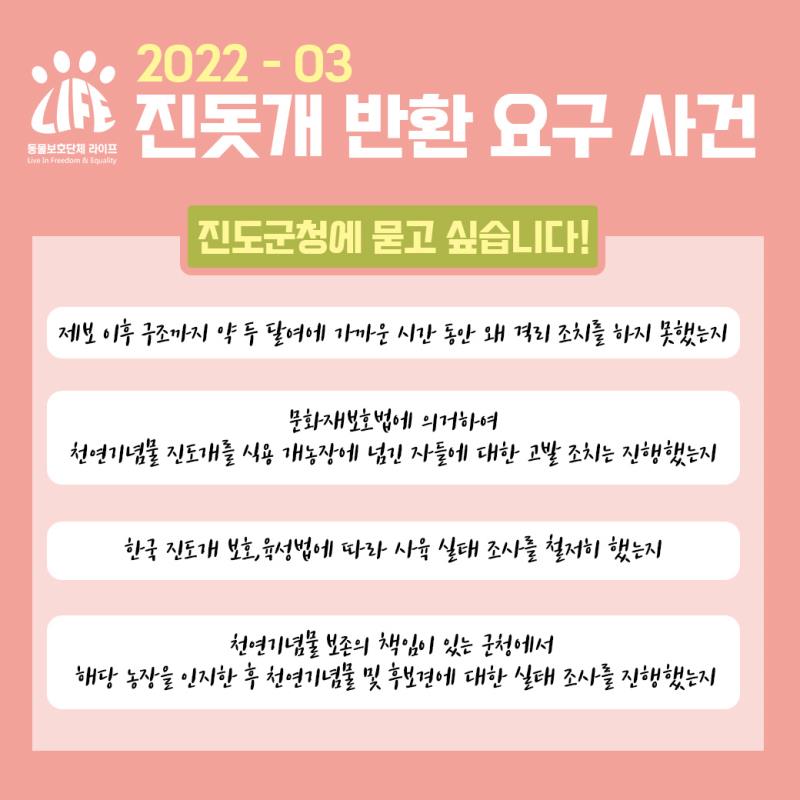 2022 - 03
진돗개 반환 요구 사건
LIFE
동물보호단체 라이프
Live In Freedom & Equality
진도군청에 묻고 싶습니다!
제보 이후 구조까지 약 두 달여에 가까운 시간 동안 왜 격리 조치를 하지 못했는지
문화재보호법에 의거하여
천연기념물 진도개를 식용 개농장에 넘긴 자들에 대한 고발 조치는 진행했는지
한국 진도개 보호,육성법에 따라 사육 실태 조사를 철저히 했는지
천연기념물 보존의 책임이 있는 군청에서
해당 농장을 인지한 후 천연기념물 및 후보견에 대한 실태 조사를 진행했는지